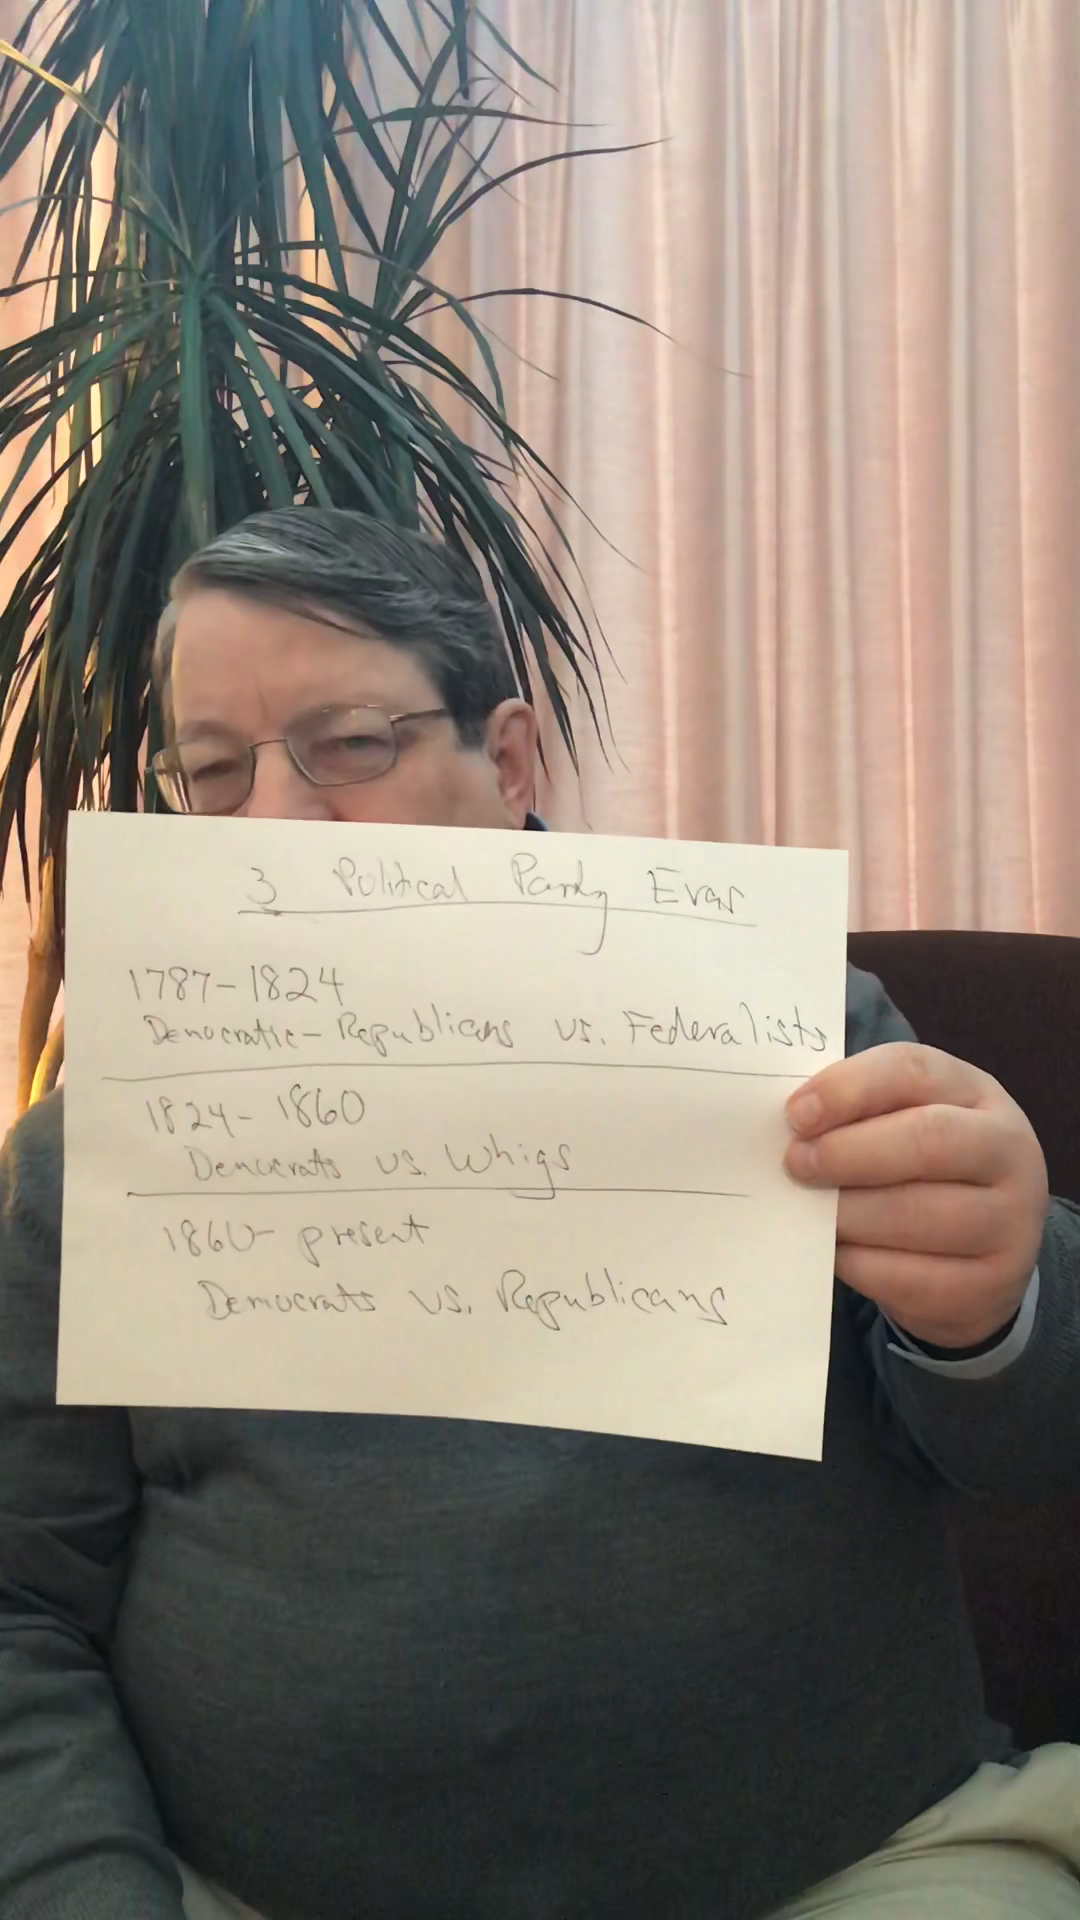 3 Political Party Eras
1787-1824
Democratic-Republicans vs. Federalists
1824-1860
Democrats vs. Whigs
1860- present
Democrats vs. Republicans